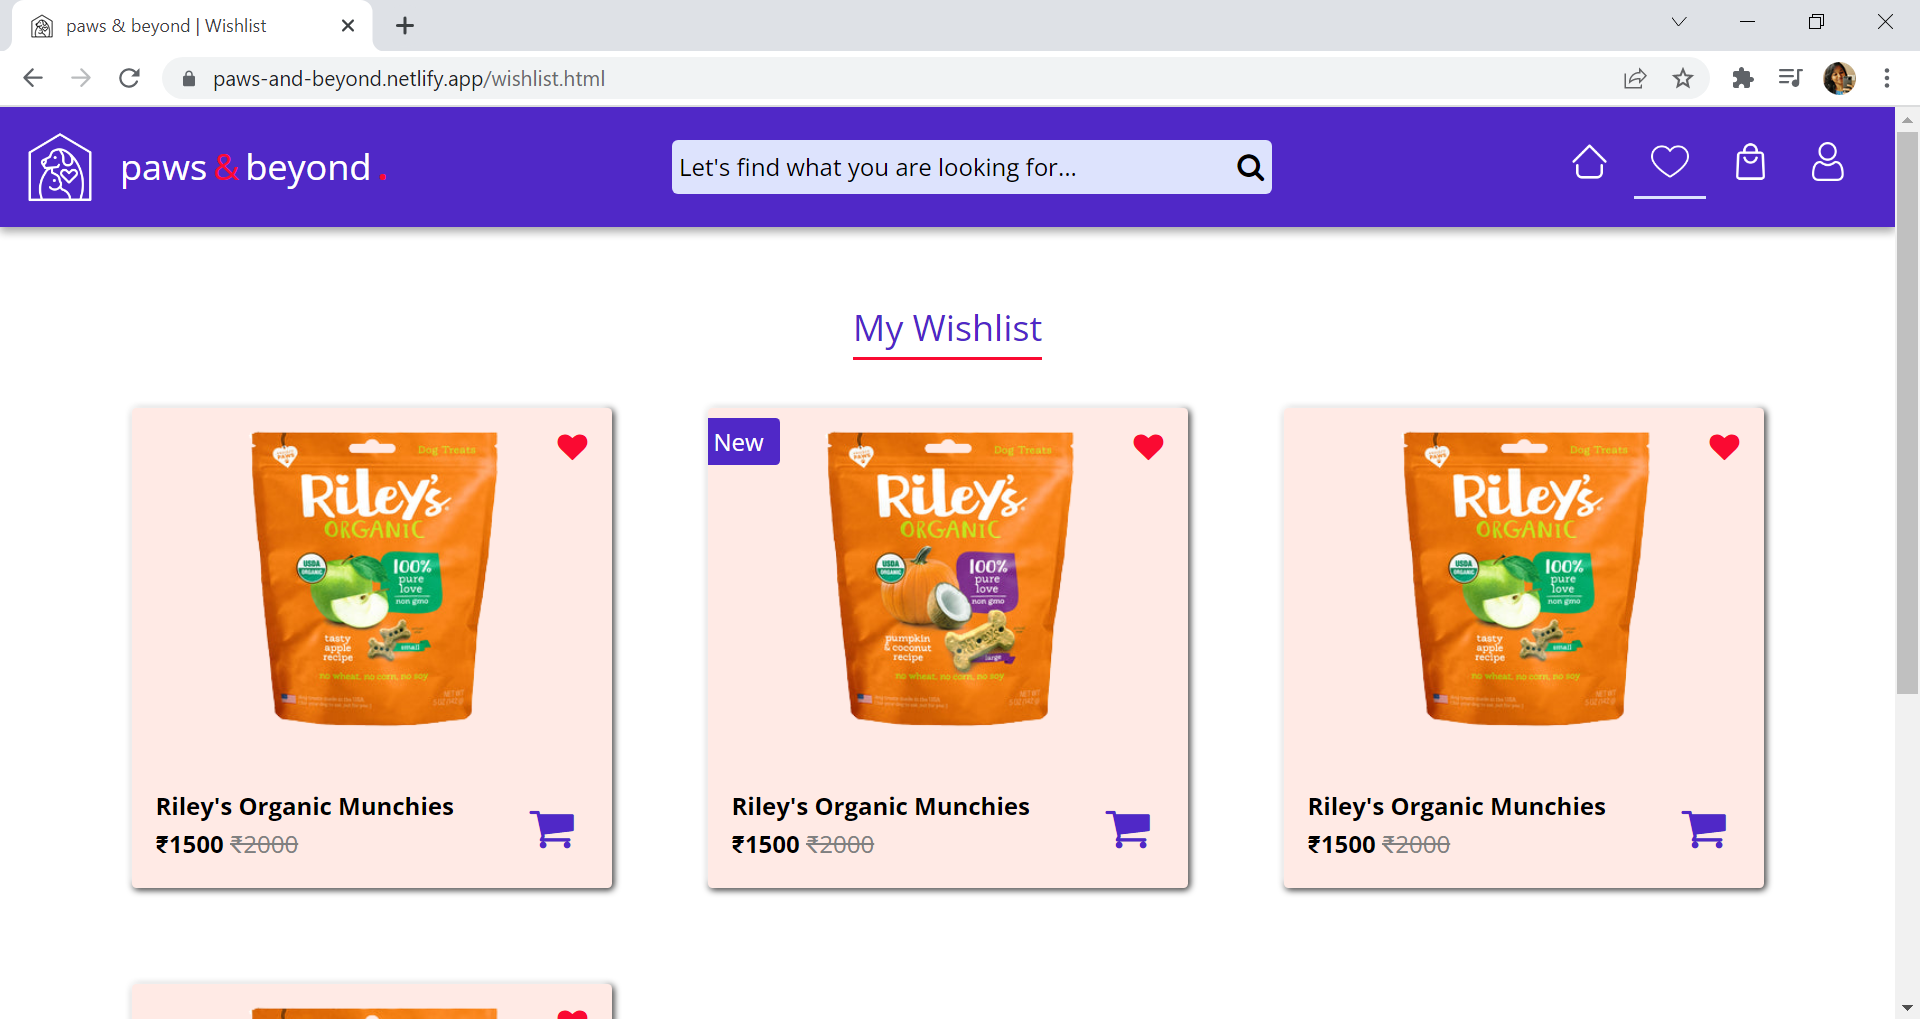 paws & beyond | Wishlist
paws-and-beyond.netlify.app/wishlist.html
paws & beyond.
Let's find what you are looking for...
My Wishlist
Dog Treats
Riley's
ORGANIC
USDA
ORGANIC
100%
pure
love
non gmo
tasty
apple
recipe
small
no wheat, no corn, no soy
Riley's Organic Munchies
₹1500 ₹2000
New
Dog Treats
Riley's
ORGANIC
USDA
ORGANIC
100%
pure
love
non gmo
pumpkin
& coconut
recipe
large
no wheat, no corn, no soy
Riley's Organic Munchies
₹1500 ₹2000
Dog Treats
Riley's
ORGANIC
USDA
ORGANIC
100%
pure
love
non gmo
tasty
apple
recipe
small
no wheat, no corn, no soy
Riley's Organic Munchies
₹1500 ₹2000